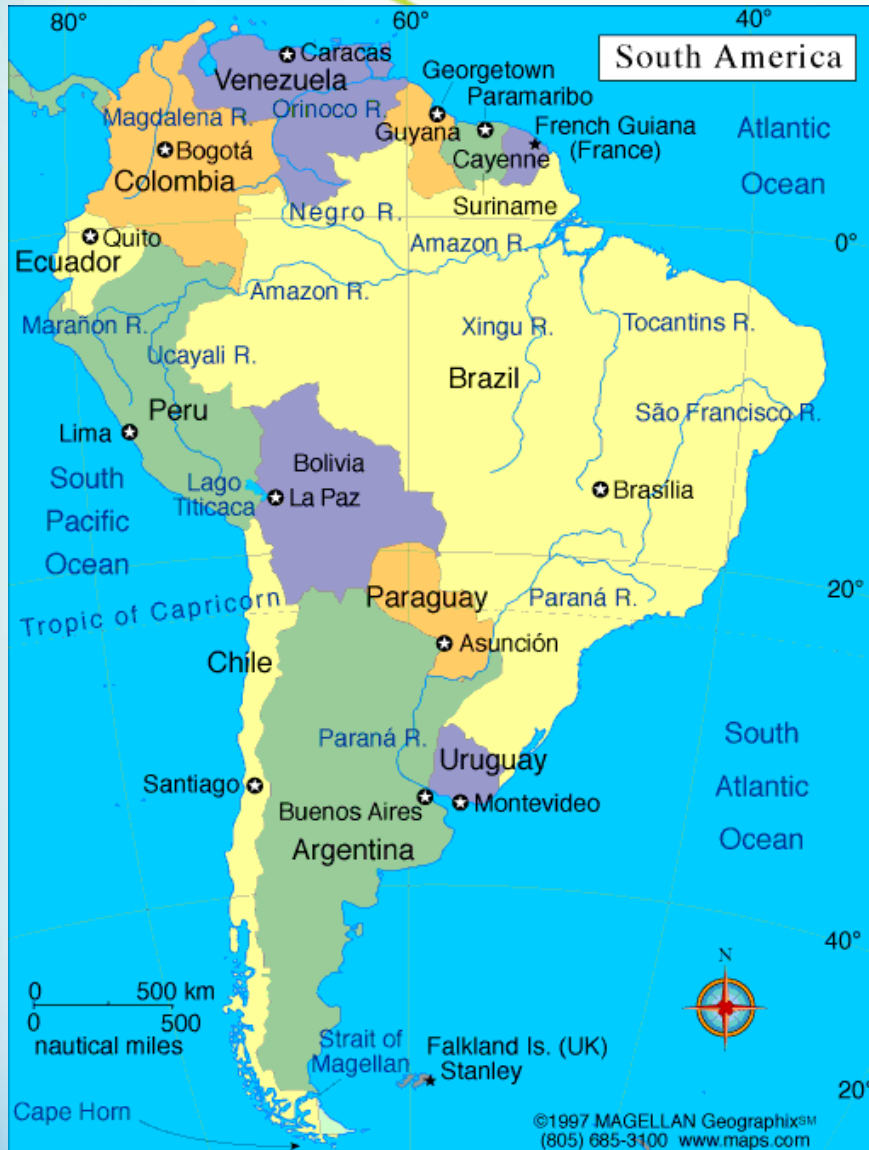 80°
60°
40°
South America
Caracas
Venezuela
Georgetown
Paramaribo
Orinoco R.
Magdalena R.
Guyana
French Guiana
(France)
Atlantic
Ocean
Bogotá
Cayenne
Colombia
Suriname
Negro R.
Quito
Amazon R.
0°
Ecuador
Amazon R.
Marañon R.
Xingu R.
Tocantins R.
Ucayali R.
Brazil
Peru
São Francisco R.
Lima
South
Pacific
Ocean
Bolivia
Lago
Titicaca
La Paz
Brasília
Tropic of Capricorn
Paraguay
Paraná R.
20°
Asunción
Chile
Paraná R.
Uruguay
South
Atlantic
Ocean
Santiago
Buenos Aires
Montevideo
Argentina
40°
N
0 500 km
0 500
nautical miles
Strait of
Magellan
Falkland Is. (UK)
Stanley
20°
Cape Horn
©1997 MAGELLAN Geographix℠
(805) 685-3100 www.maps.com